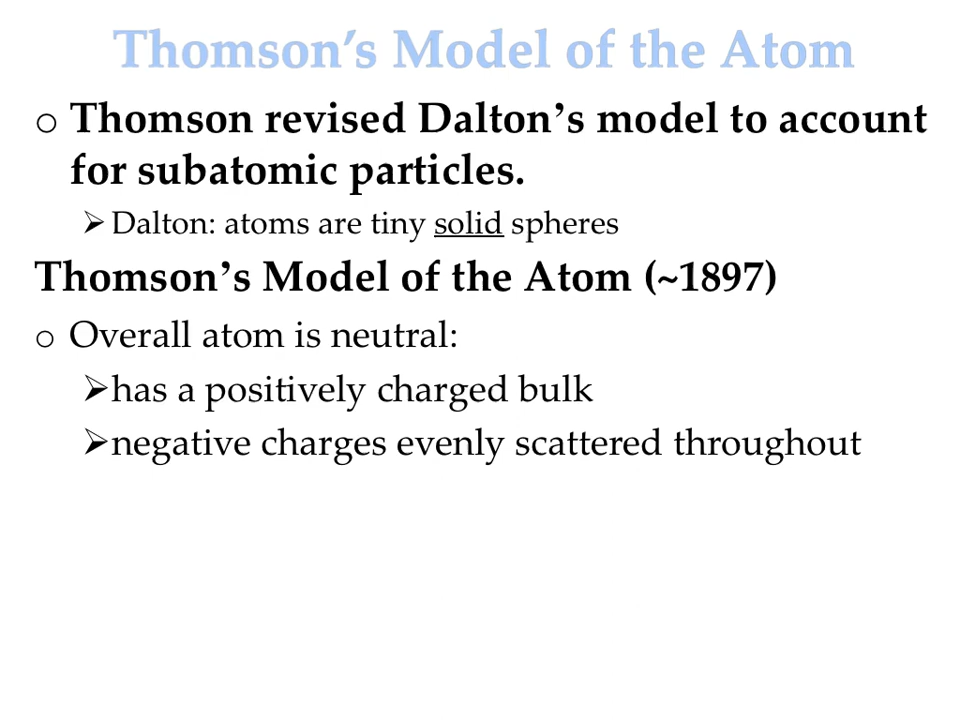 Thomson’s Model of the Atom
o Thomson revised Dalton’s model to account
for subatomic particles.
➢ Dalton: atoms are tiny solid spheres
Thomson’s Model of the Atom (~1897)
o Overall atom is neutral:
➢has a positively charged bulk
➢negative charges evenly scattered throughout